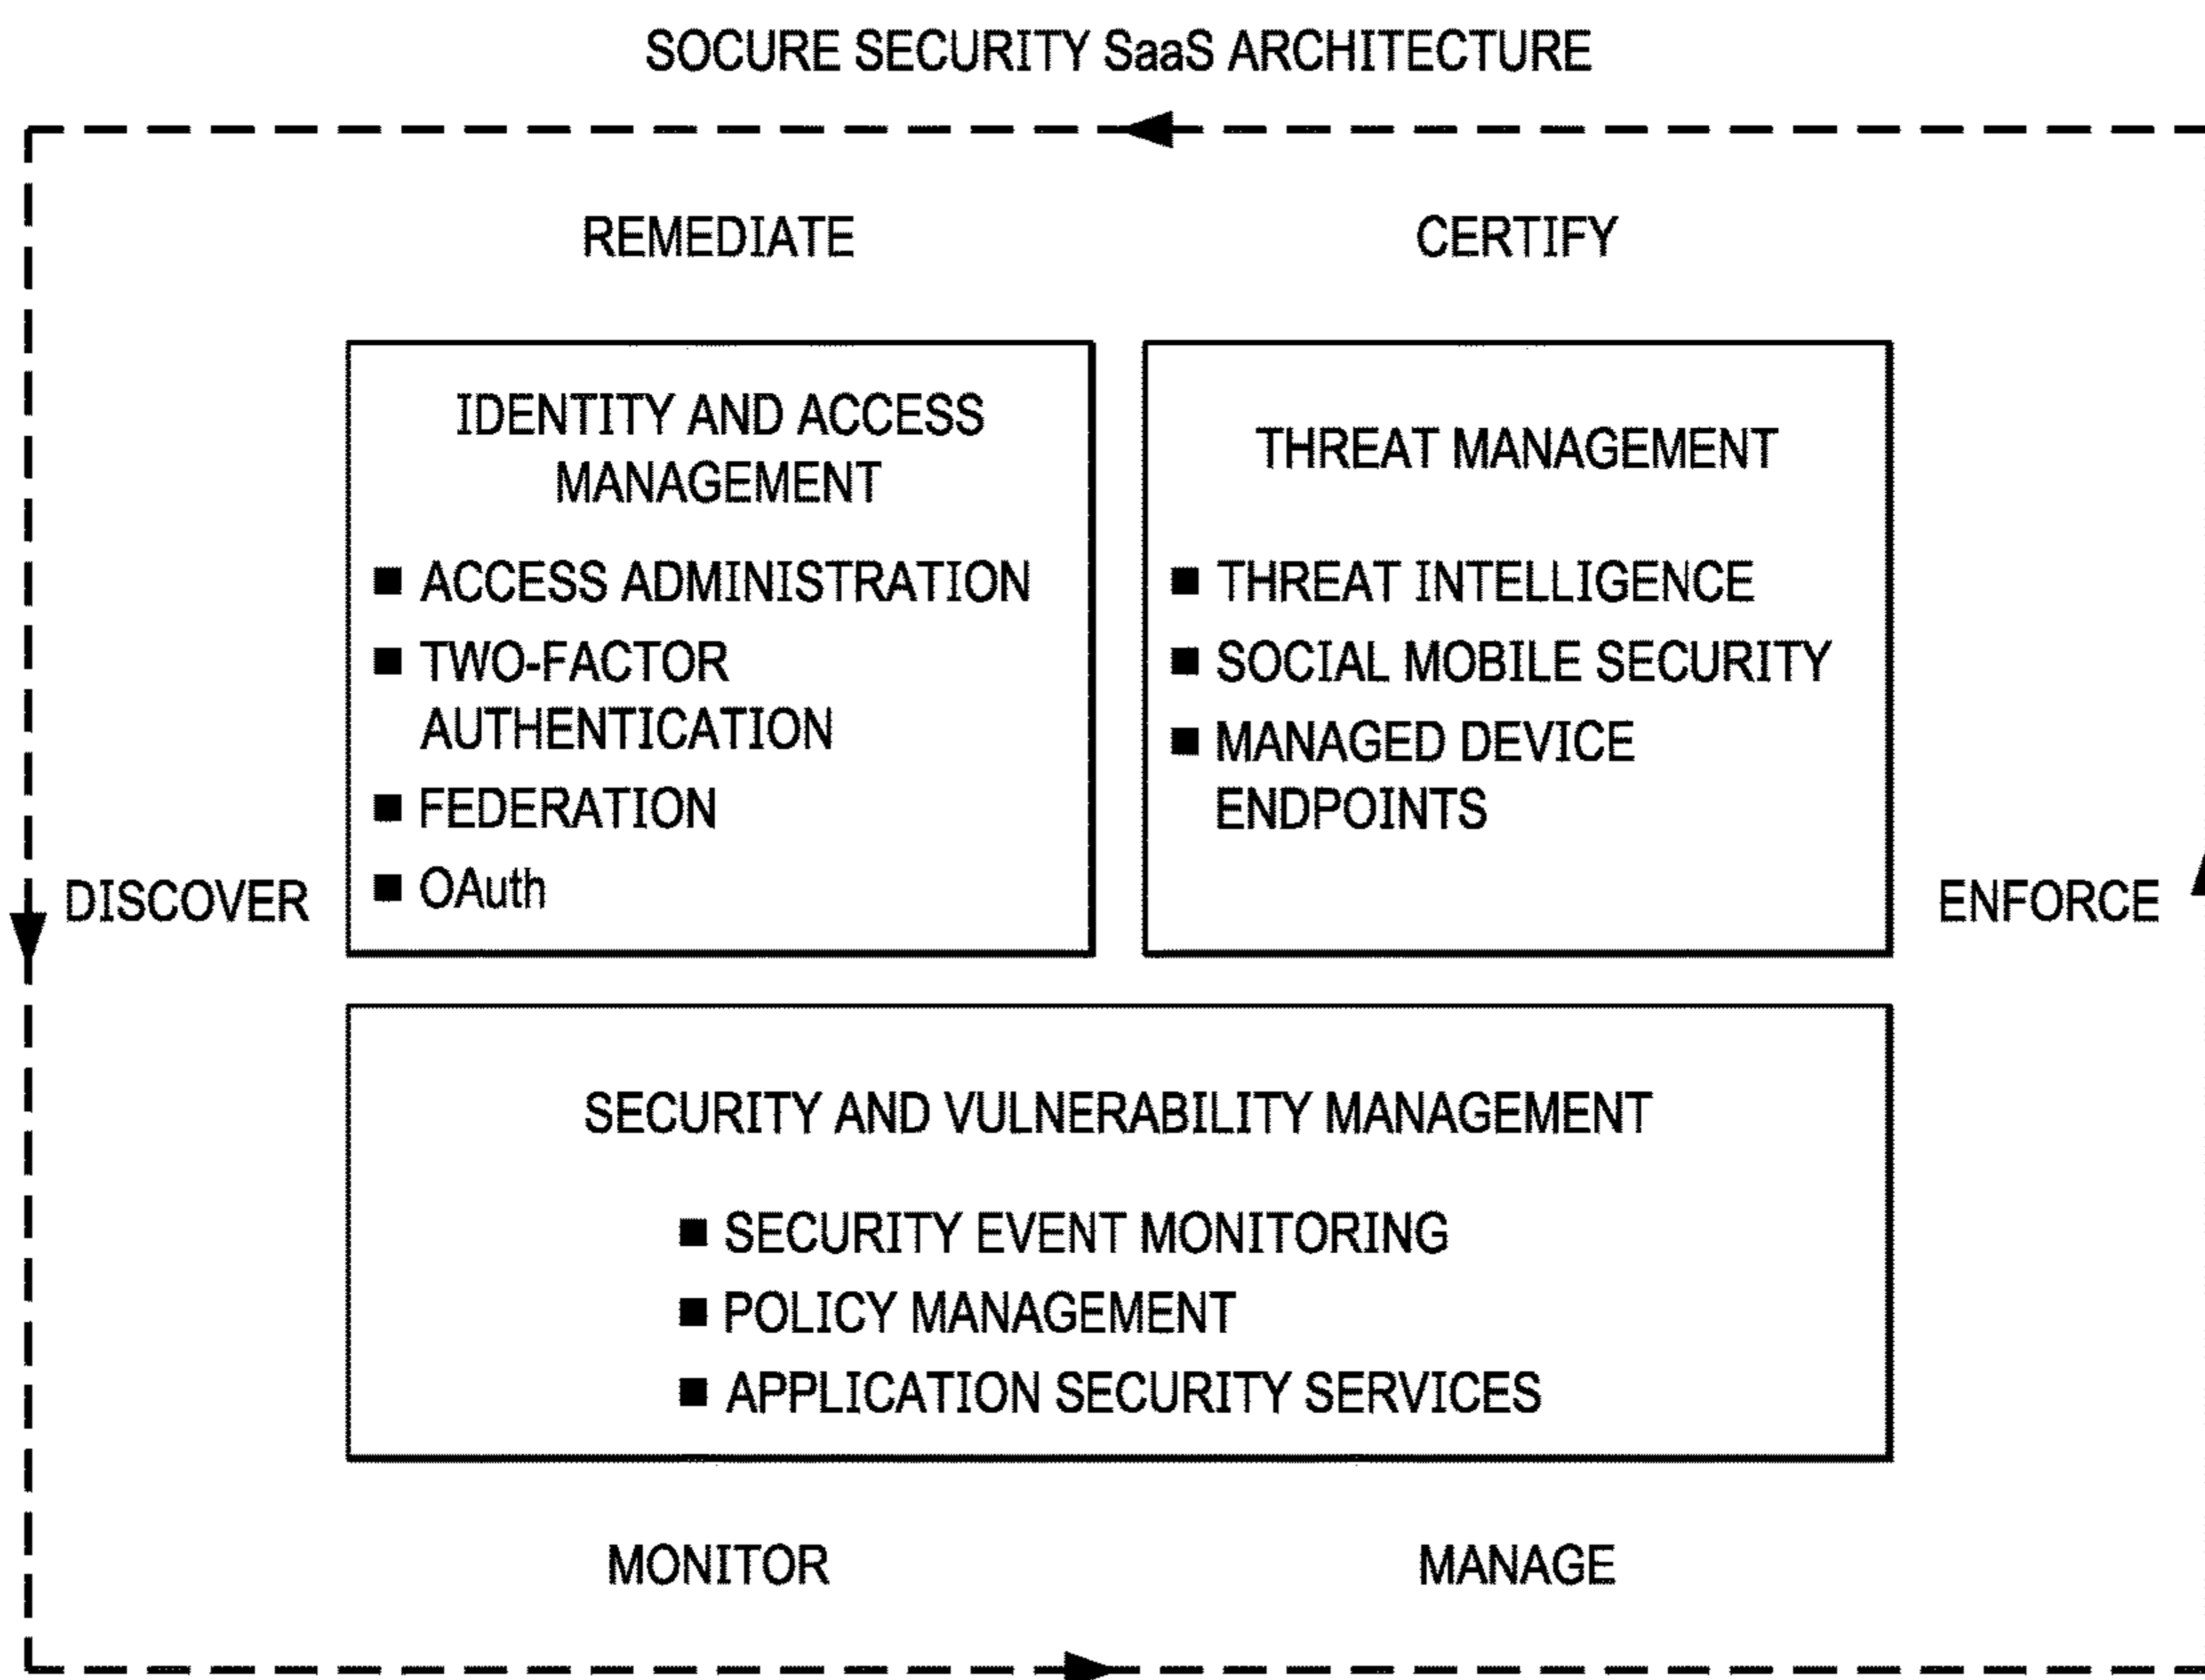 SOCURE SECURITY SaaS ARCHITECTURE
REMEDIATE
CERTIFY
IDENTITY AND ACCESS
MANAGEMENT
■ ACCESS ADMINISTRATION
■ TWO-FACTOR
AUTHENTICATION
■ FEDERATION
■ OAuth
THREAT MANAGEMENT
■ THREAT INTELLIGENCE
■ SOCIAL MOBILE SECURITY
■ MANAGED DEVICE
ENDPOINTS
DISCOVER
ENFORCE
SECURITY AND VULNERABILITY MANAGEMENT
■ SECURITY EVENT MONITORING
■ POLICY MANAGEMENT
■ APPLICATION SECURITY SERVICES
MONITOR
MANAGE